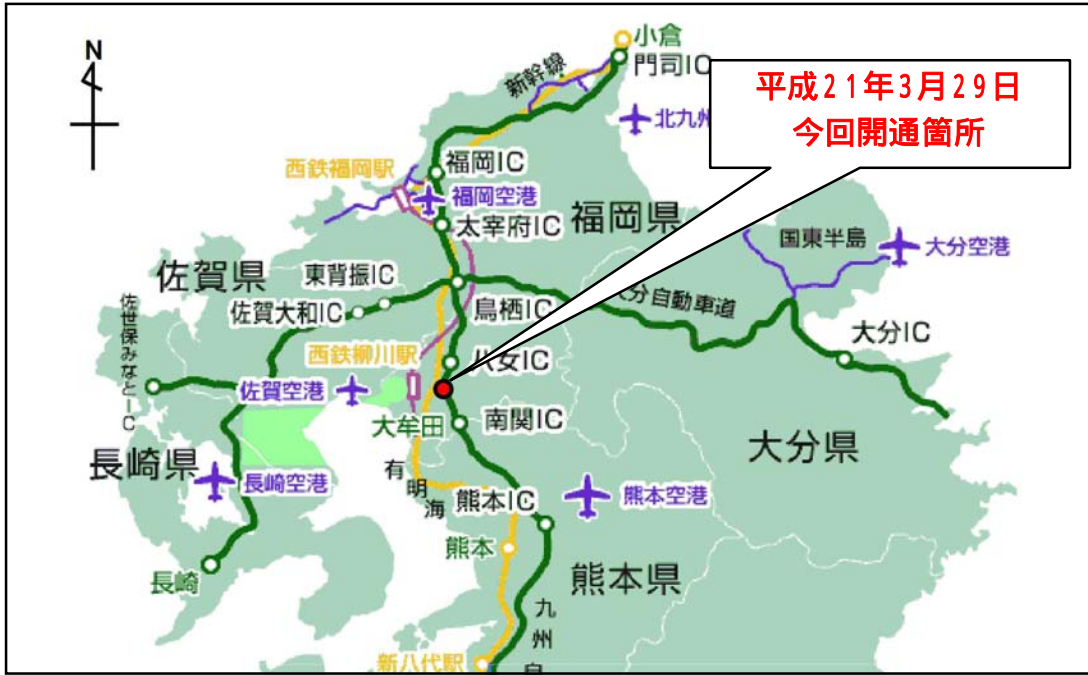 小倉
N
門司IC
新幹線
平成21年3月29日
今回開通箇所
北九州
西鉄福岡駅
福岡IC
福岡空港
福岡県
太宰府IC
国東半島
大分空港
佐賀県
東背振IC
佐世保みなとIC
佐賀大和IC
鳥栖IC
大分自動車道
大分IC
西鉄柳川駅
八女IC
佐賀空港
大牟田
南関IC
大分県
長崎県
長崎空港
有明海
熊本IC
熊本空港
熊本
長崎
熊本県
九州自
新八代駅